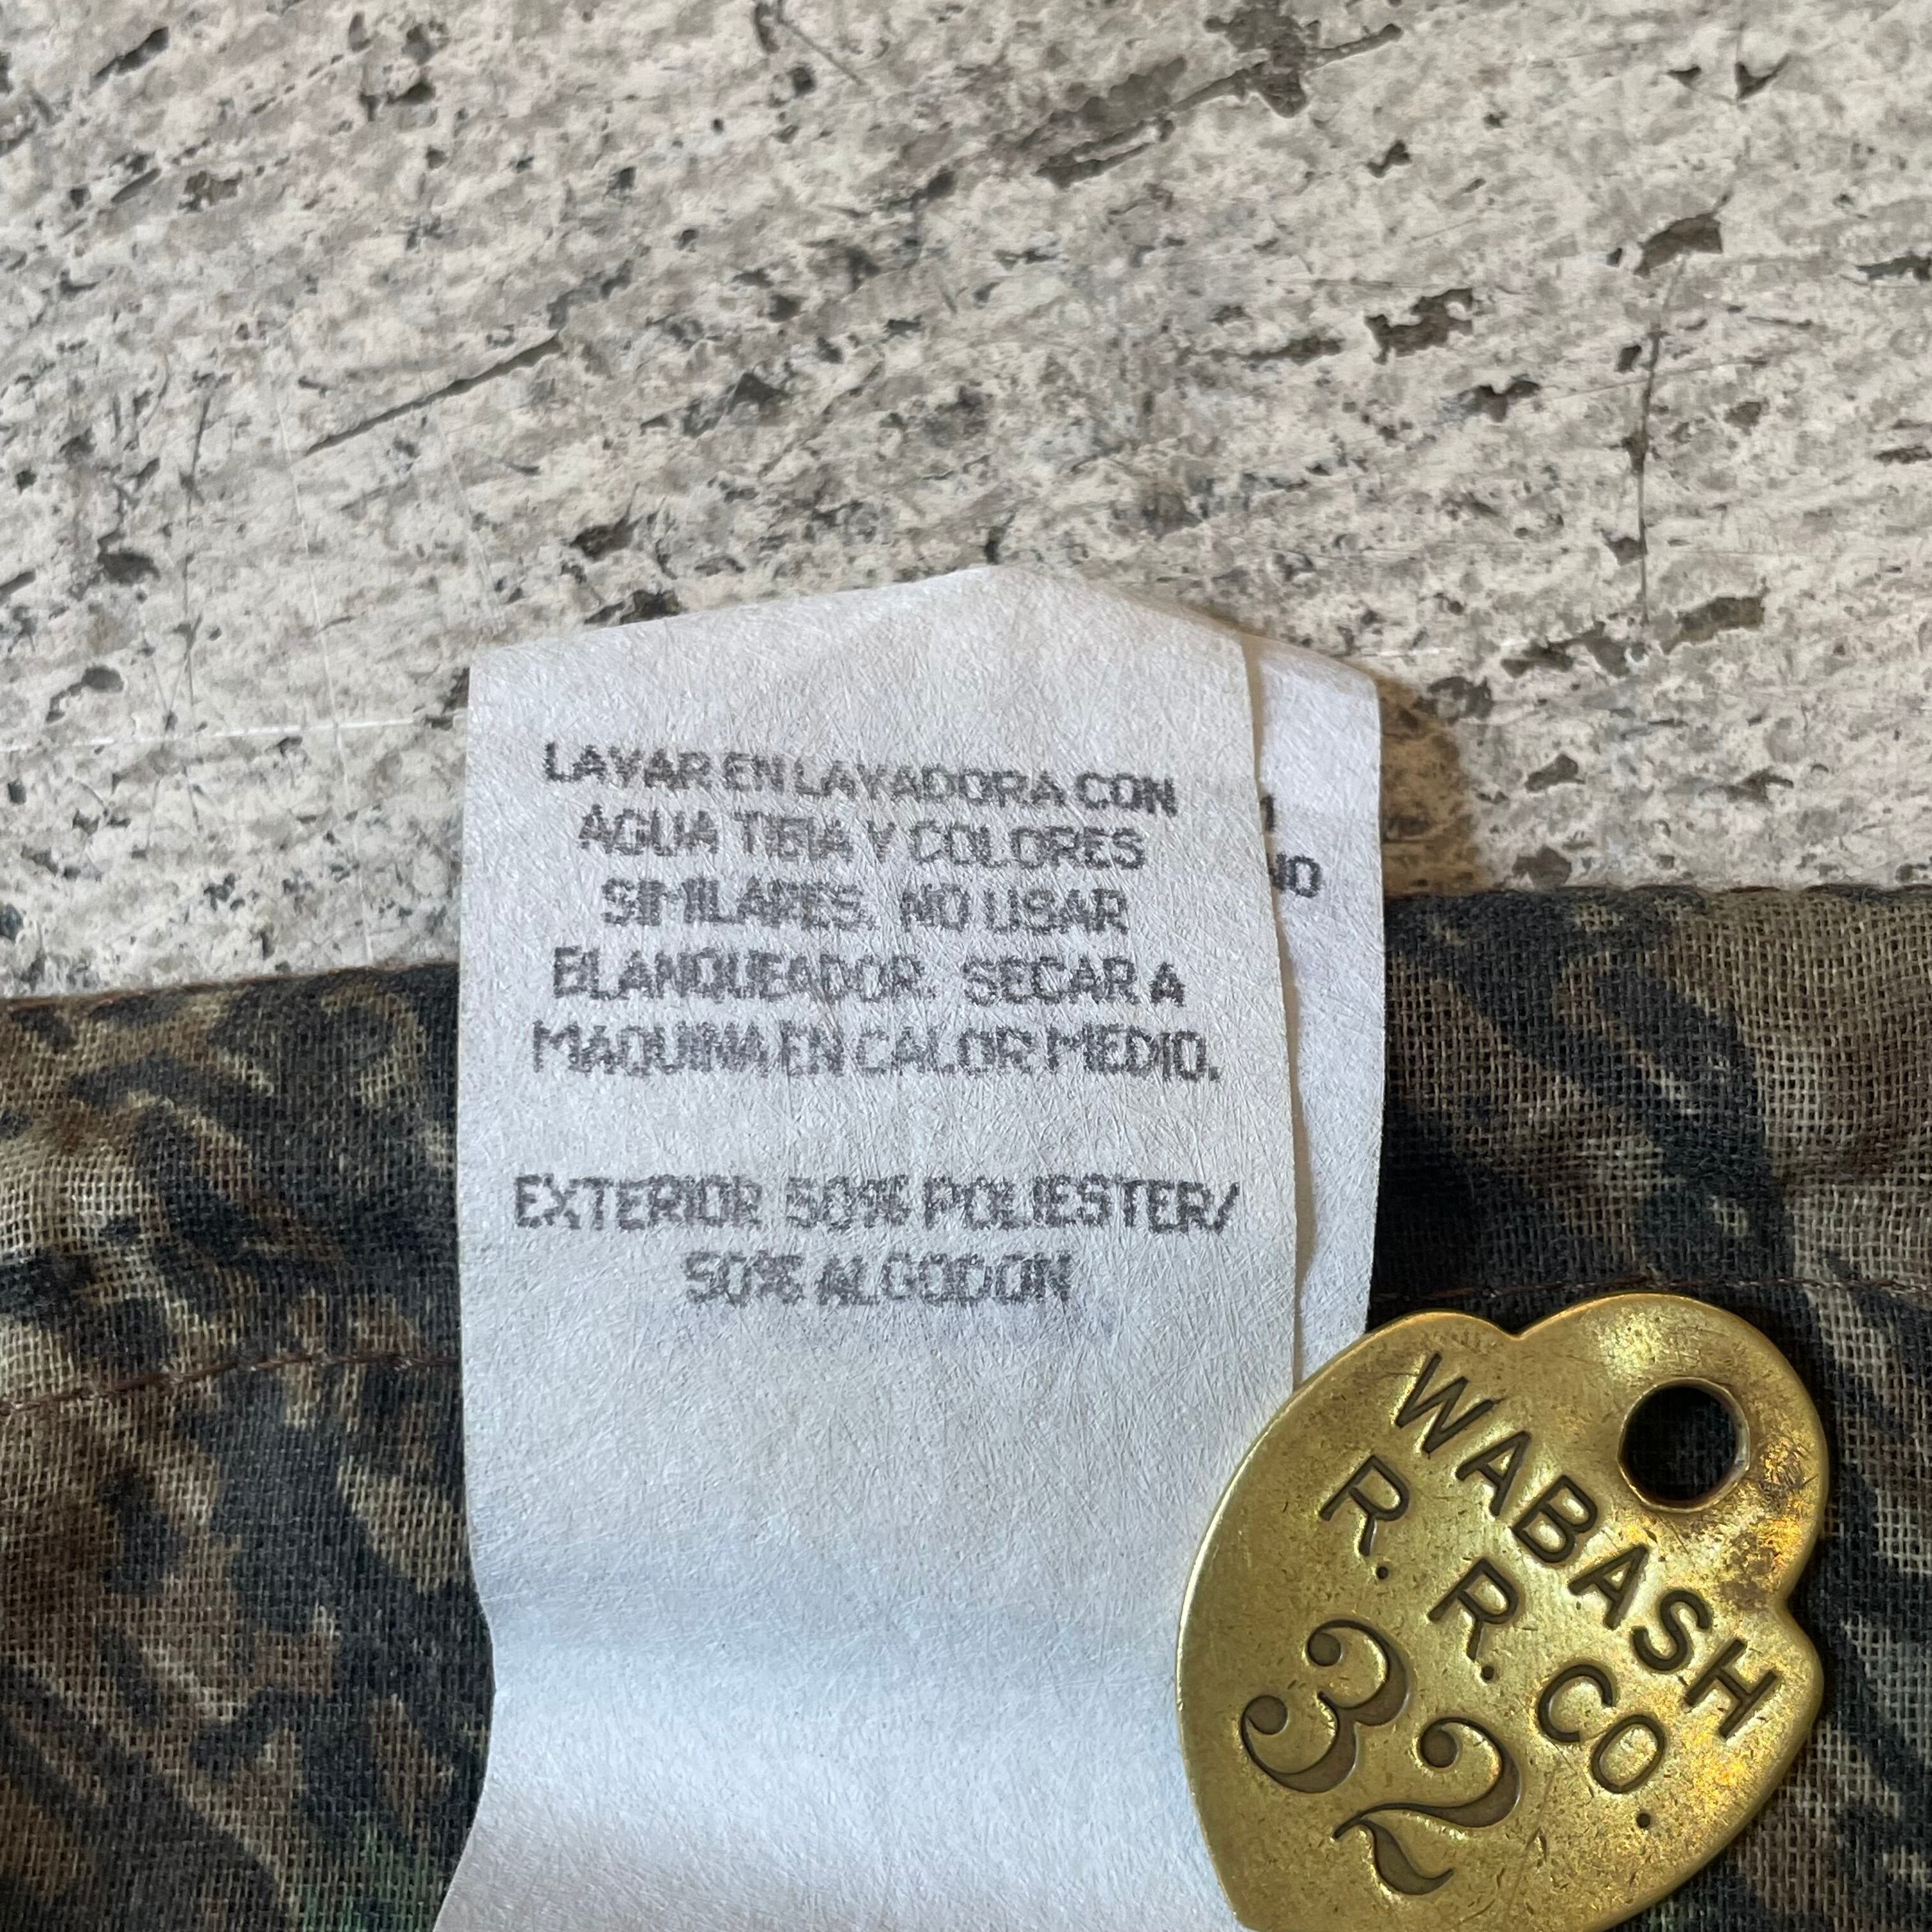 LAVAR EN LAVADORA CON
AGUA TIBIA Y COLORES
SIMILARES. NO USAR
BLANQUEADOR. SECAR A
MAQUINA EN CALOR MEDIO.
EXTERIOR 50% POLIESTER/
50% ALGODON
WABASH
R. R. CO.
32